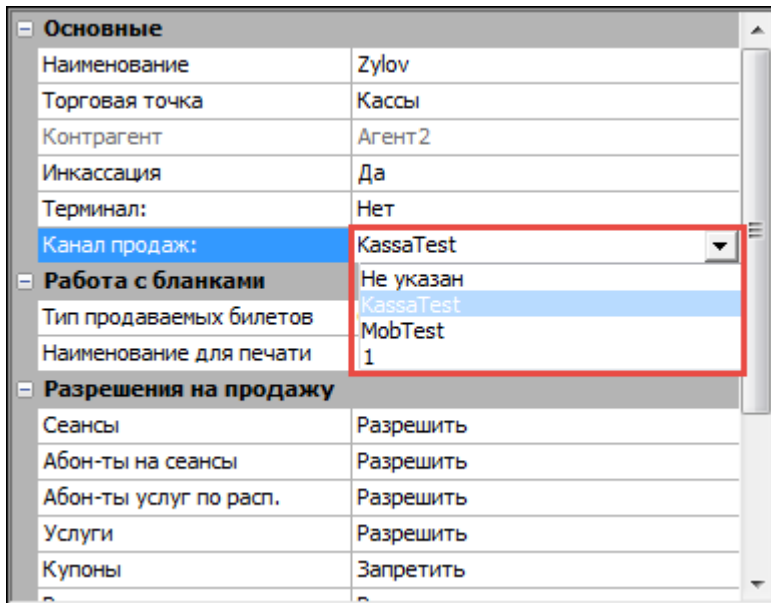 Основные
Наименование Zylov
Торговая точка Кассы
Контрагент Агент2
Инкассация Да
Терминал: Нет
Канал продаж: KassaTest
Работа с бланками Не указан
KassaTest
Тип продаваемых билетов MobTest
Наименование для печати 1
Разрешения на продажу
Сеансы Разрешить
Абон-ты на сеансы Разрешить
Абон-ты услуг по расп. Разрешить
Услуги Разрешить
Купоны Запретить